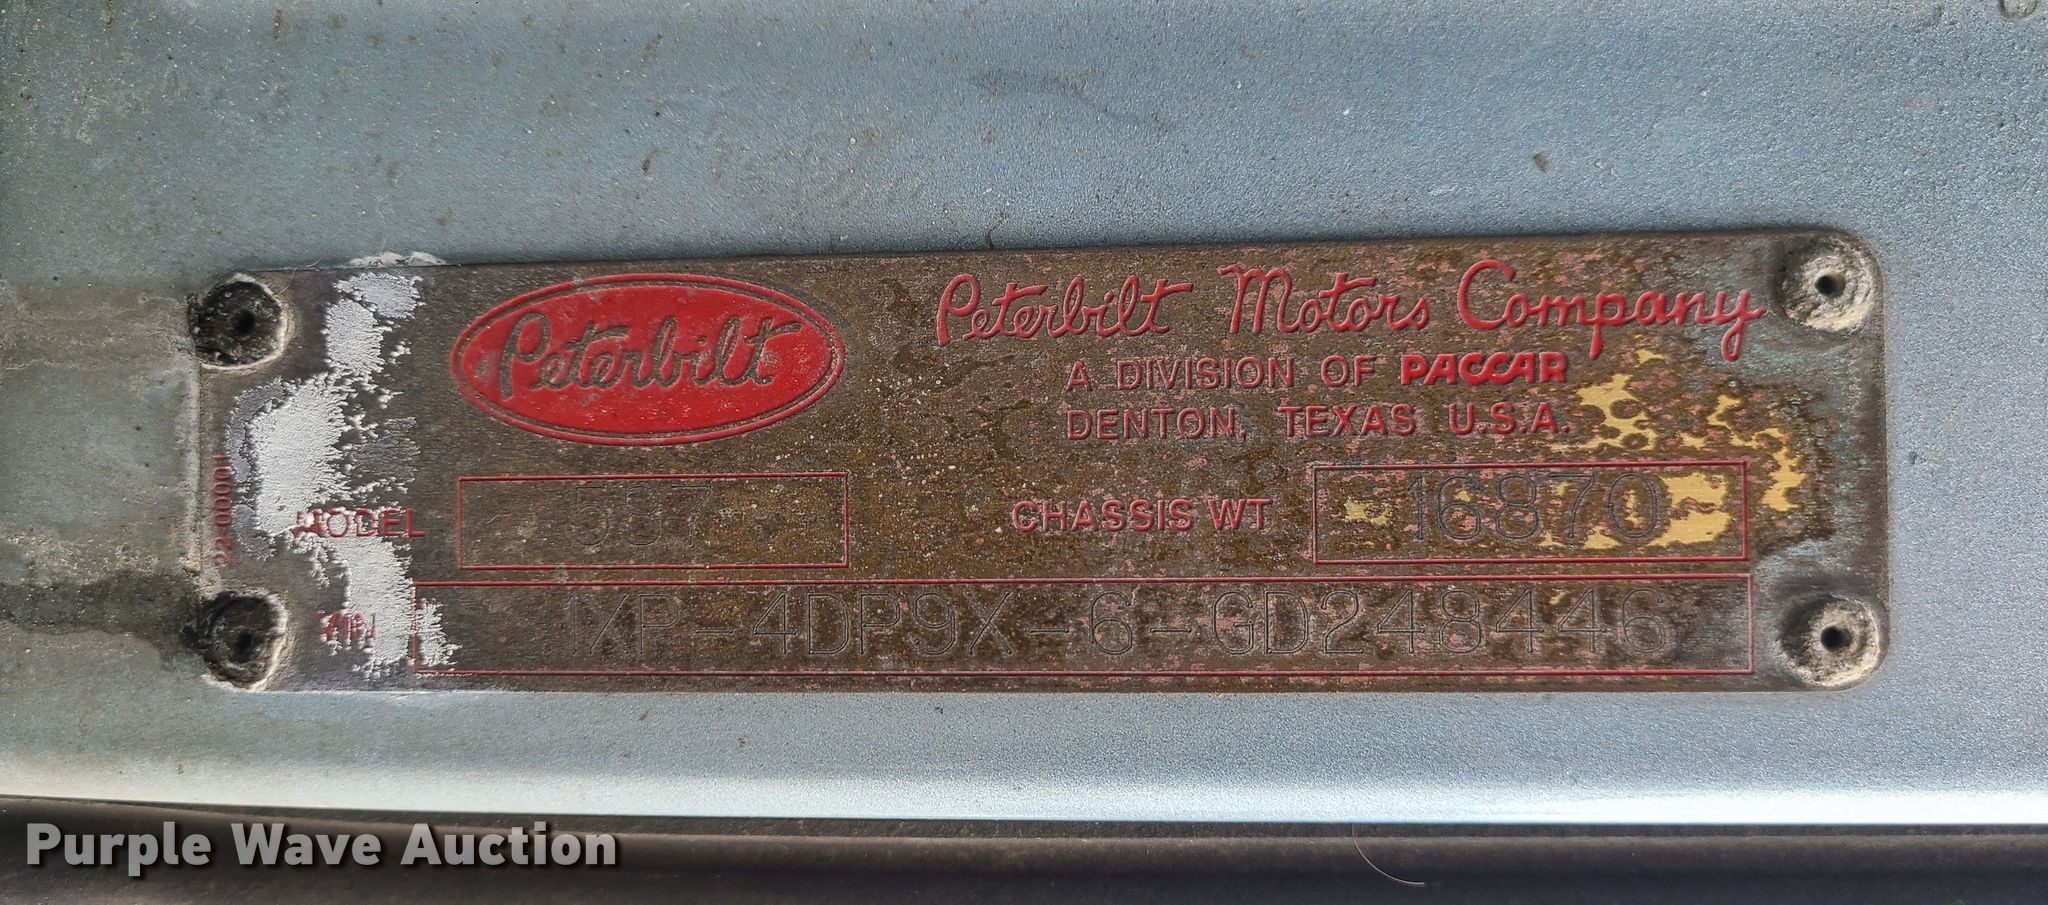 Peterbilt
Peterbilt Motors Company
A DIVISION OF PACCAR
DENTON, TEXAS U.S.A.
MODEL 587 CHASSIS WT 16870
VIN 1XP-4DP9X-6-GD248446
Purple Wave Auction